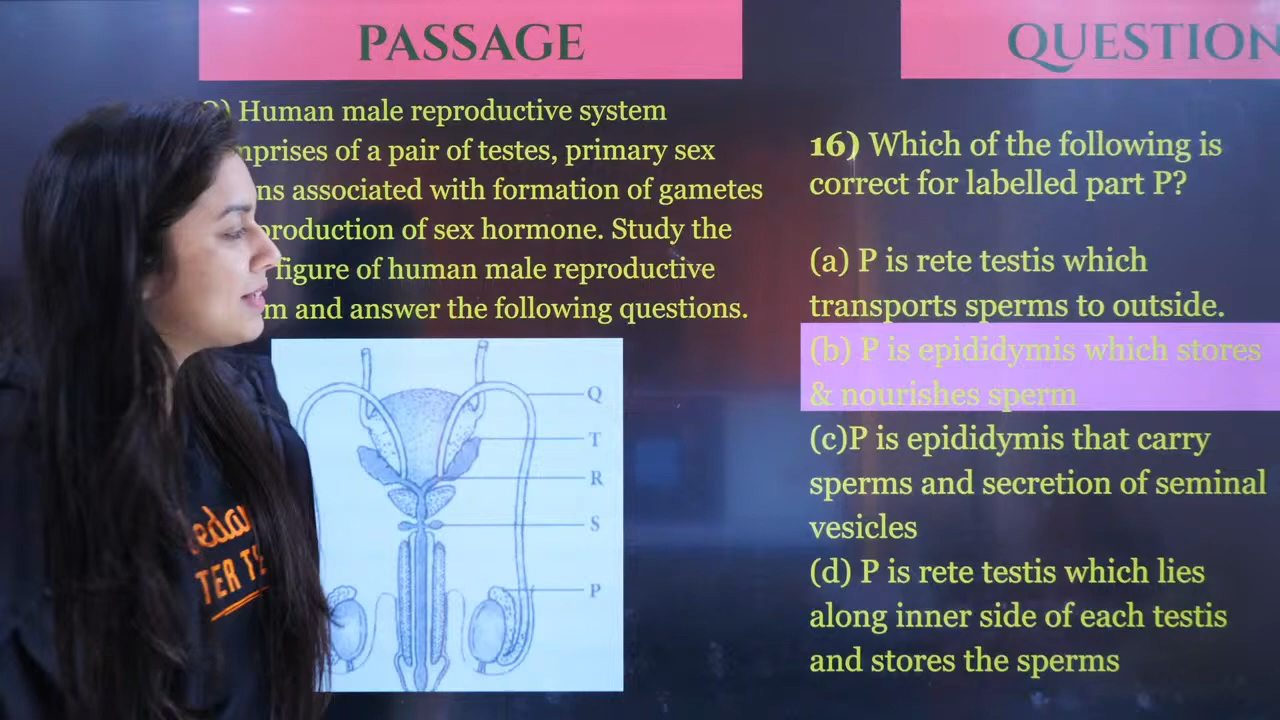 PASSAGE
Human male reproductive system
of a pair of testes, primary sex
associated with formation of gametes
production of sex hormone. Study the
figure of human male reproductive
and answer the following questions.
Q
T
R
S
P
QUESTION
16) Which of the following is
correct for labelled part P?
(a) P is rete testis which
transports sperms to outside.
(b) P is epididymis which stores
& nourishes sperm
(c)P is epididymis that carry
sperms and secretion of seminal
vesicles
(d) P is rete testis which lies
along inner side of each testis
and stores the sperms